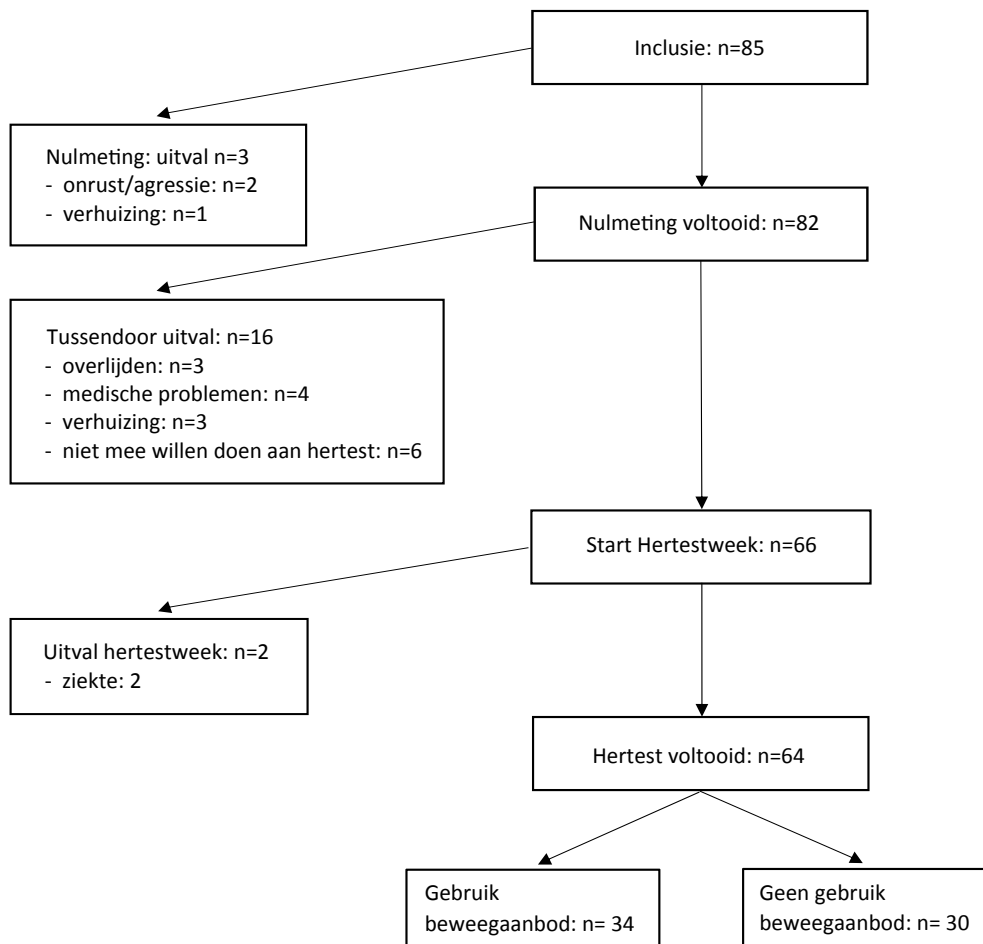 Inclusie: n=85
Nulmeting: uitval n=3
- onrust/agressie: n=2
- verhuizing: n=1
Nulmeting voltooid: n=82
Tussendoor uitval: n=16
- overlijden: n=3
- medische problemen: n=4
- verhuizing: n=3
- niet mee willen doen aan hertest: n=6
Start Hertestweek: n=66
Uitval hertestweek: n=2
- ziekte: 2
Hertest voltooid: n=64
Gebruik
beweegaanbod: n= 34
Geen gebruik
beweegaanbod: n= 30